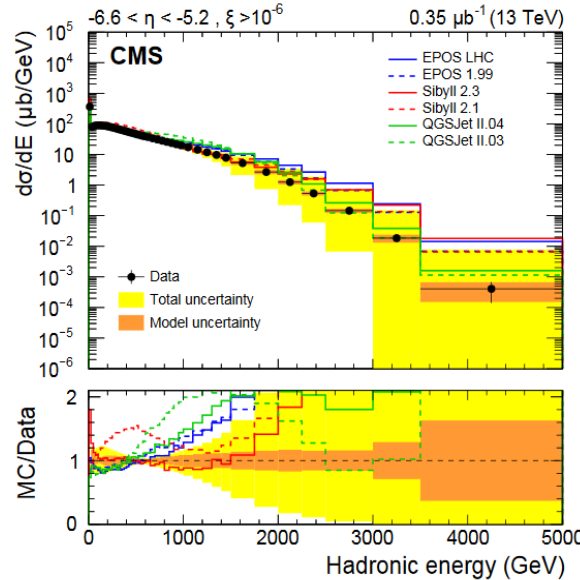 -6.6 < η < -5.2 , ξ >10⁻⁶ 0.35 μb⁻¹ (13 TeV)
CMS
EPOS LHC
EPOS 1.99
Sibyll 2.3
Sibyll 2.1
QGSJet II.04
QGSJet II.03
dσ/dE (μb/GeV)
10⁵
10⁴
10³
10²
10
1
10⁻¹
10⁻²
10⁻³
10⁻⁴
10⁻⁵
10⁻⁶
Data
Total uncertainty
Model uncertainty
MC/Data
2
1
0
0 1000 2000 3000 4000 5000
Hadronic energy (GeV)